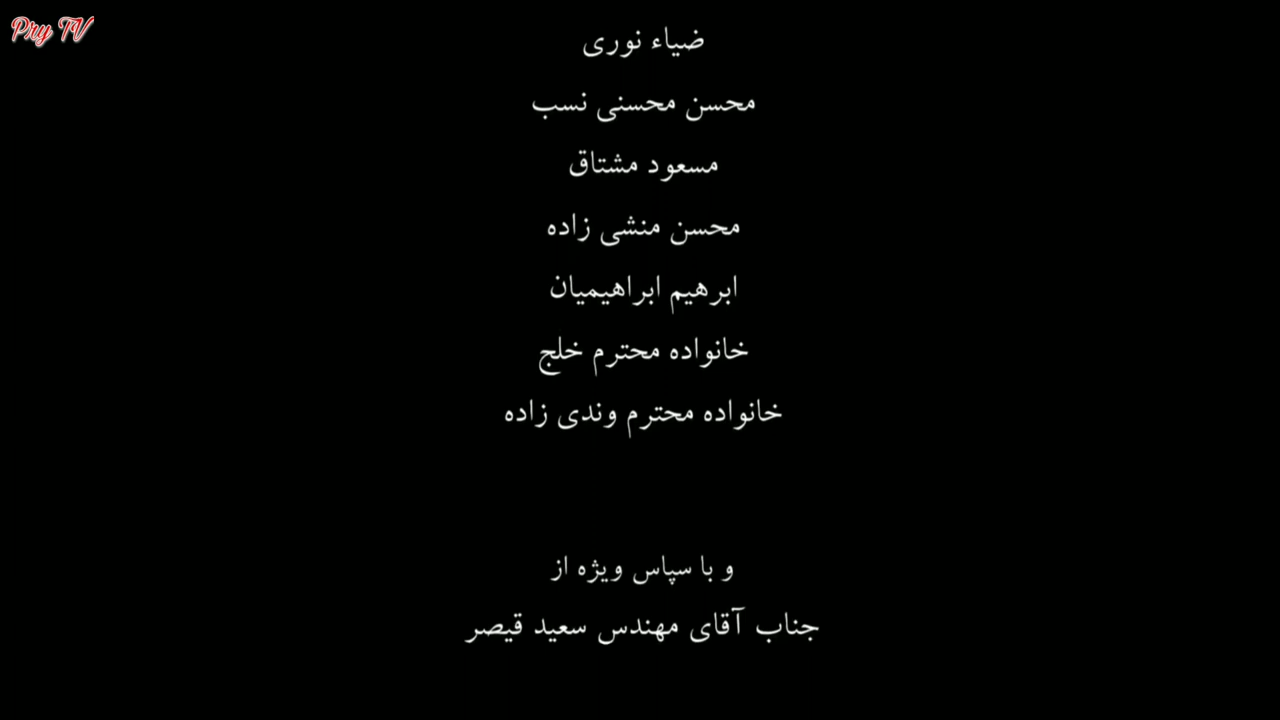 Pry TV
ضیاء نوری
محسن محسنی نسب
مسعود مشتاق
محسن منشی زاده
ابرهیم ابراهیمیان
خانواده محترم خلج
خانواده محترم وندی زاده
و با سپاس ویژه از
جناب آقای مهندس سعید قیصر